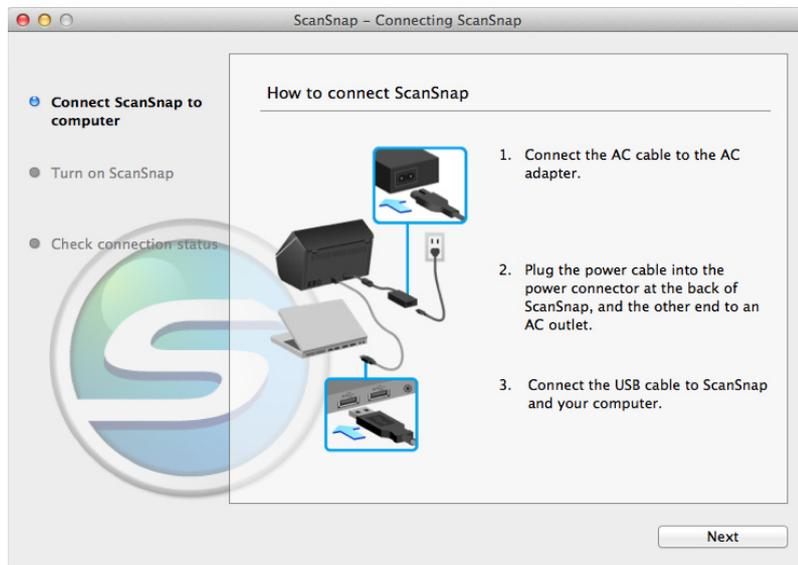 ScanSnap – Connecting ScanSnap
Connect ScanSnap to
computer
Turn on ScanSnap
Check connection status
How to connect ScanSnap
1. Connect the AC cable to the AC
adapter.
2. Plug the power cable into the
power connector at the back of
ScanSnap, and the other end to an
AC outlet.
3. Connect the USB cable to ScanSnap
and your computer.
Next